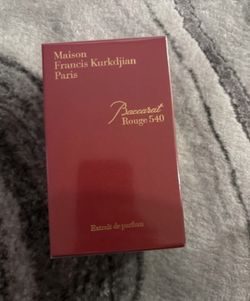 Maison
Francis Kurkdjian
Paris
Baccarat
Rouge 540
Extrait de parfum